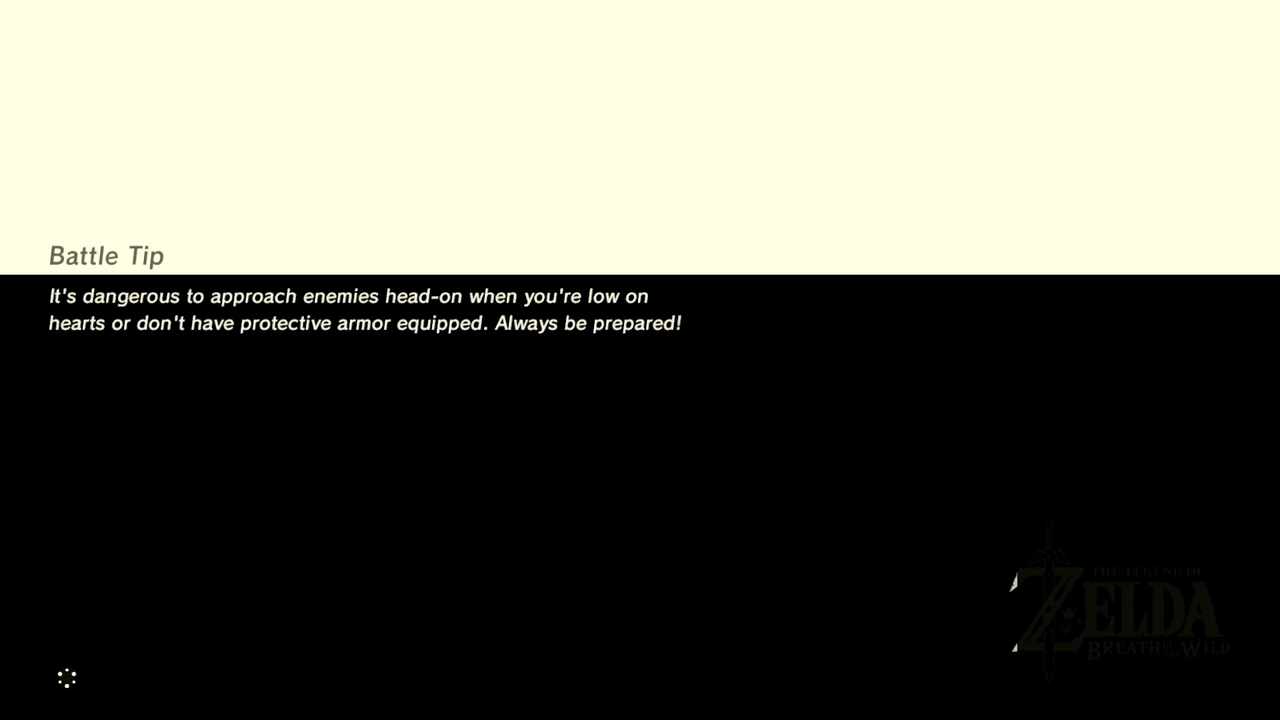 Battle Tip
It's dangerous to approach enemies head-on when you're low on
hearts or don't have protective armor equipped. Always be prepared!
THE LEGEND OF
ZELDA
BREATH OF THE WILD